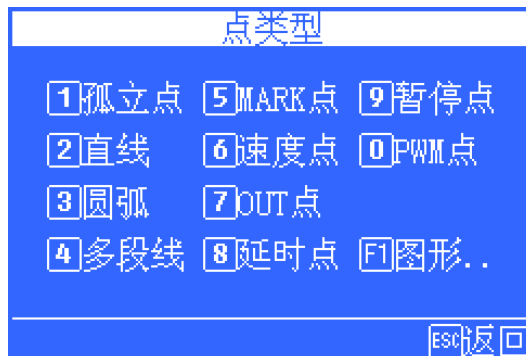 点类型
1孤立点 5MARK点 9暂停点
2直线 6速度点 0PWM点
3圆弧 7OUT点
4多段线 8延时点 F1图形..
ESC返回